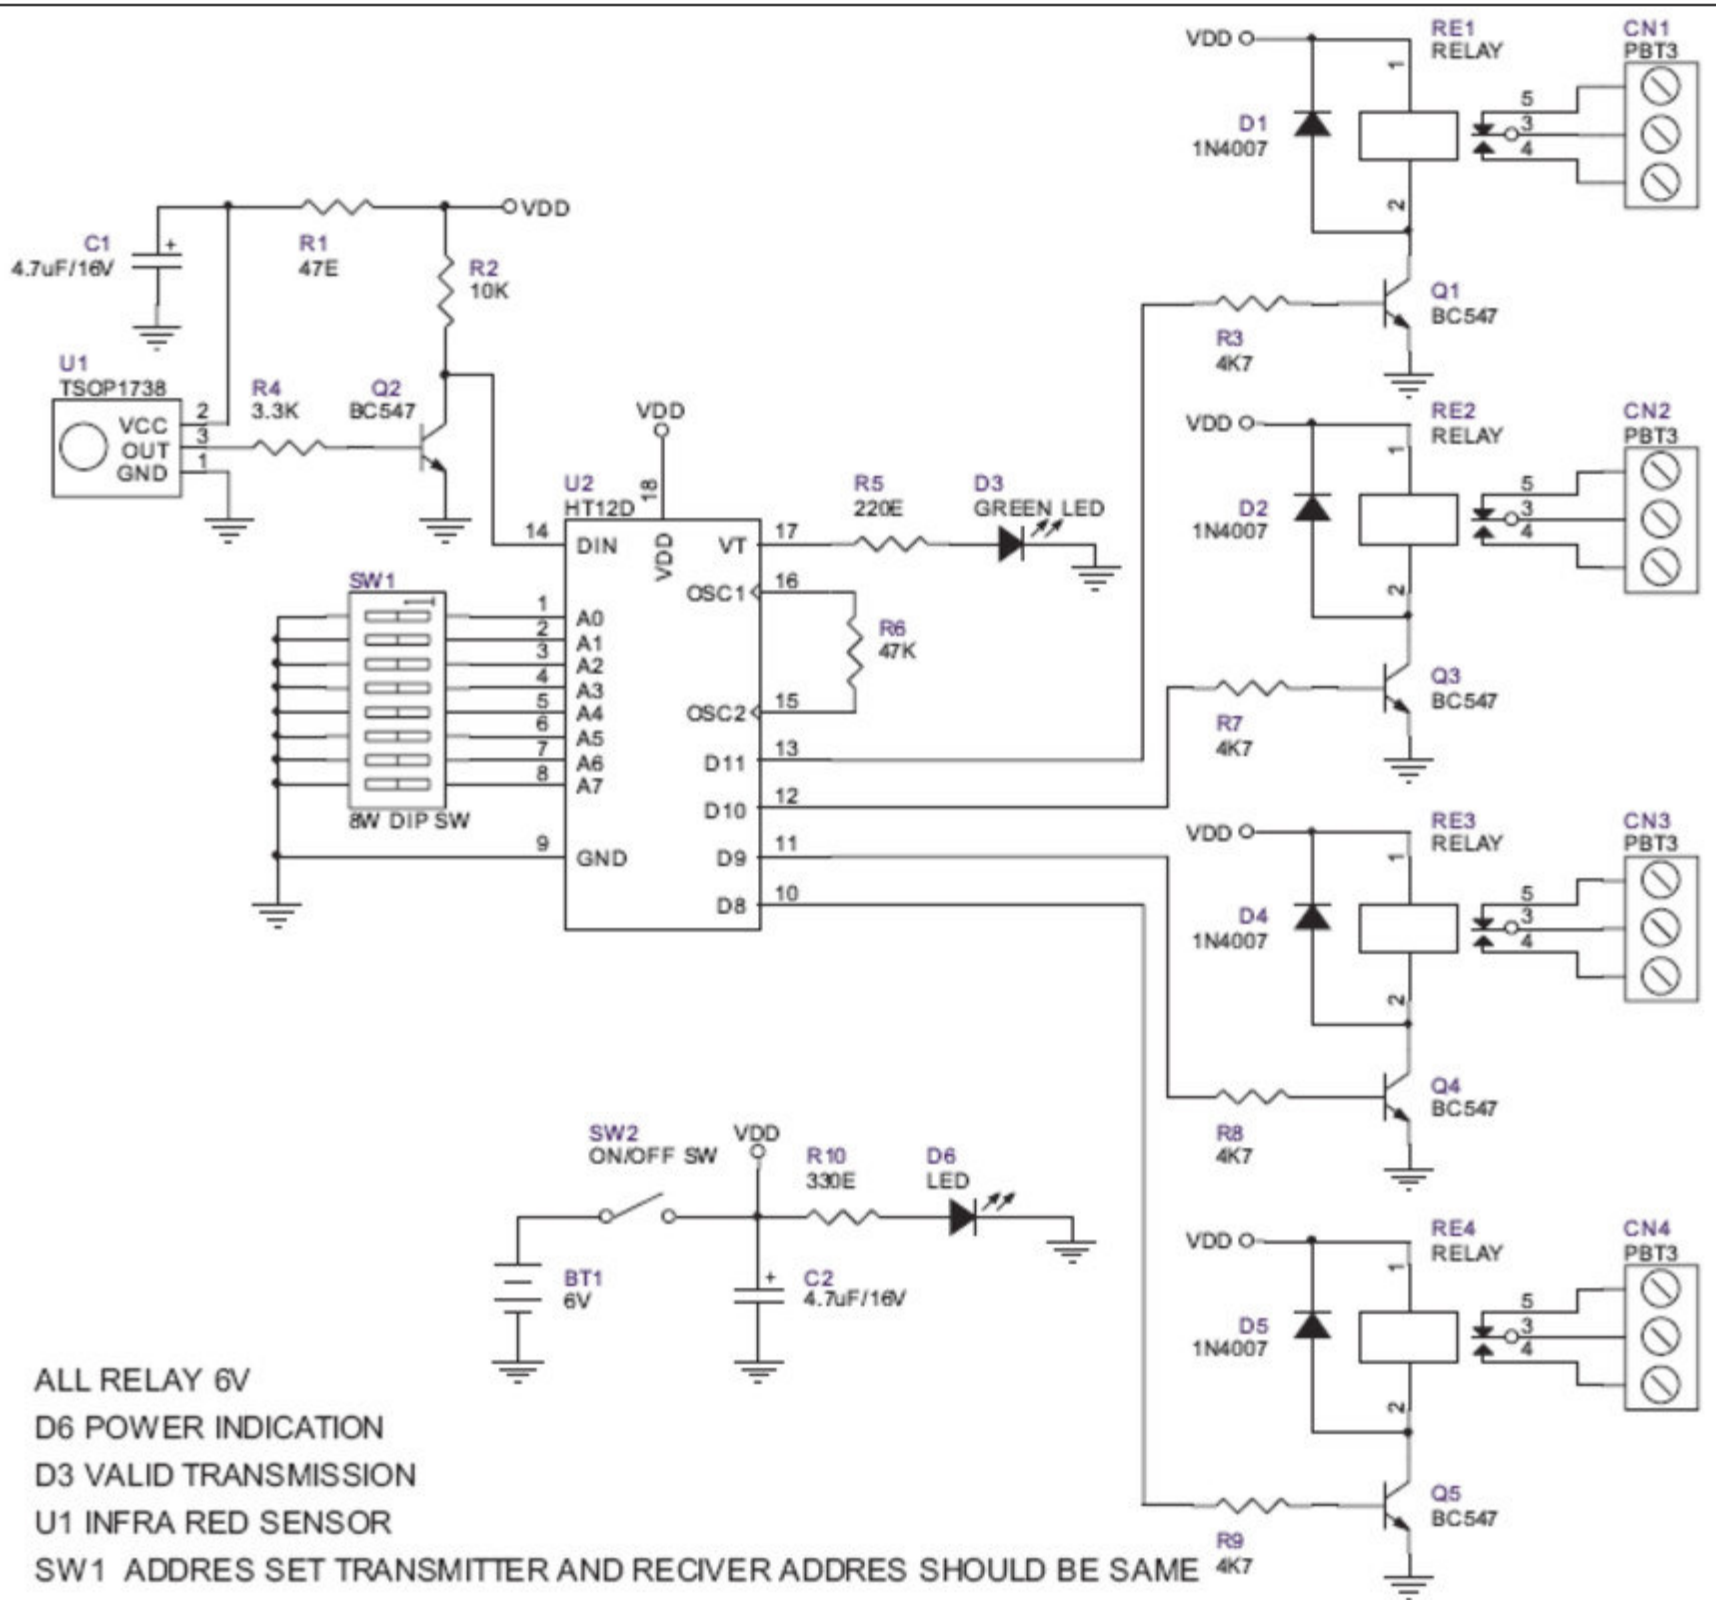 VDD
RE1
RELAY
CN1
PBT3
1
D1
1N4007
5
3
4
2
Q1
BC547
R3
4K7
C1
4.7uF/16V
+
R1
47E
VDD
R2
10K
U1
TSOP1738
VCC
OUT
GND
2
3
1
R4
3.3K
Q2
BC547
VDD
18
U2
HT12D
14
DIN
VDD
VT
17
R5
220E
D3
GREEN LED
OSC1
16
R6
47K
OSC2
15
SW1
8W DIP SW
1
A0
2
A1
3
A2
4
A3
5
A4
6
A5
7
A6
8
A7
9
GND
D11
13
D10
12
D9
11
D8
10
VDD
RE2
RELAY
CN2
PBT3
1
D2
1N4007
5
3
4
2
Q3
BC547
R7
4K7
VDD
RE3
RELAY
CN3
PBT3
1
D4
1N4007
5
3
4
2
Q4
BC547
R8
4K7
SW2
ON/OFF SW
VDD
R10
330E
D6
LED
BT1
6V
+
C2
4.7uF/16V
VDD
RE4
RELAY
CN4
PBT3
1
D5
1N4007
5
3
4
2
Q5
BC547
R9
4K7
ALL RELAY 6V
D6 POWER INDICATION
D3 VALID TRANSMISSION
U1 INFRA RED SENSOR
SW1 ADDRES SET TRANSMITTER AND RECIVER ADDRES SHOULD BE SAME